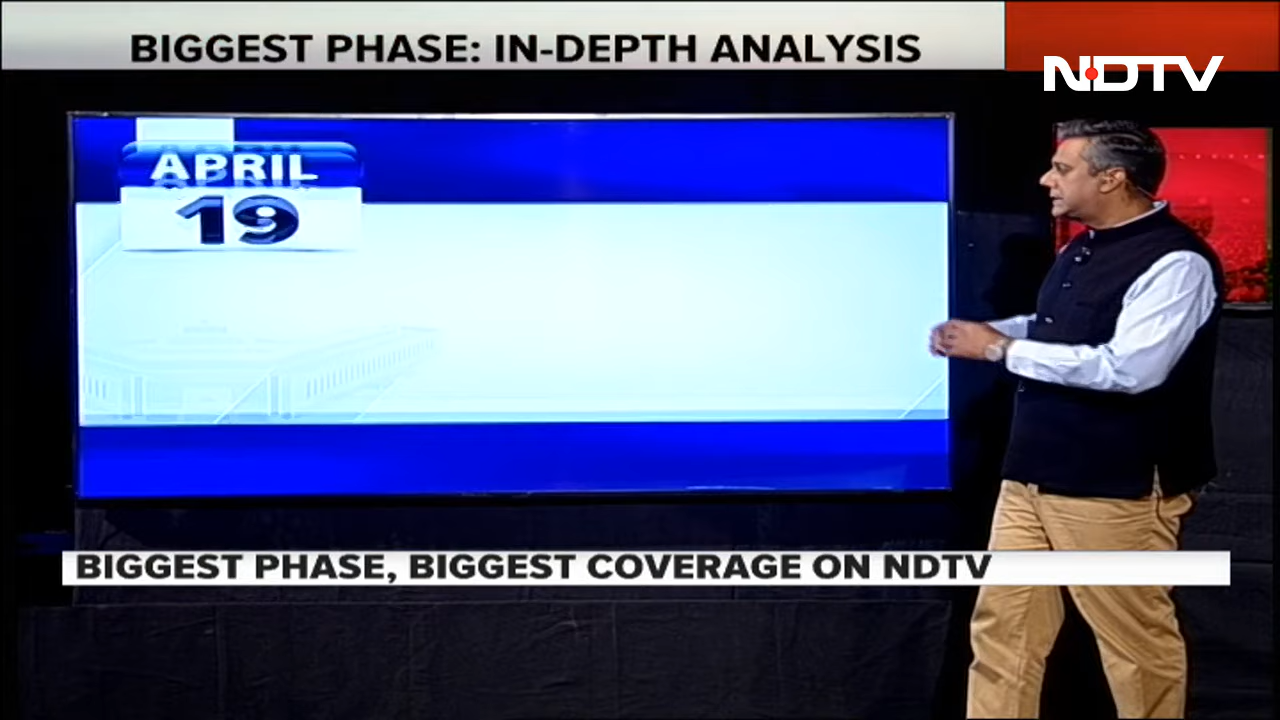 BIGGEST PHASE: IN-DEPTH ANALYSIS
NDTV
APRIL
19
BIGGEST PHASE, BIGGEST COVERAGE ON NDTV